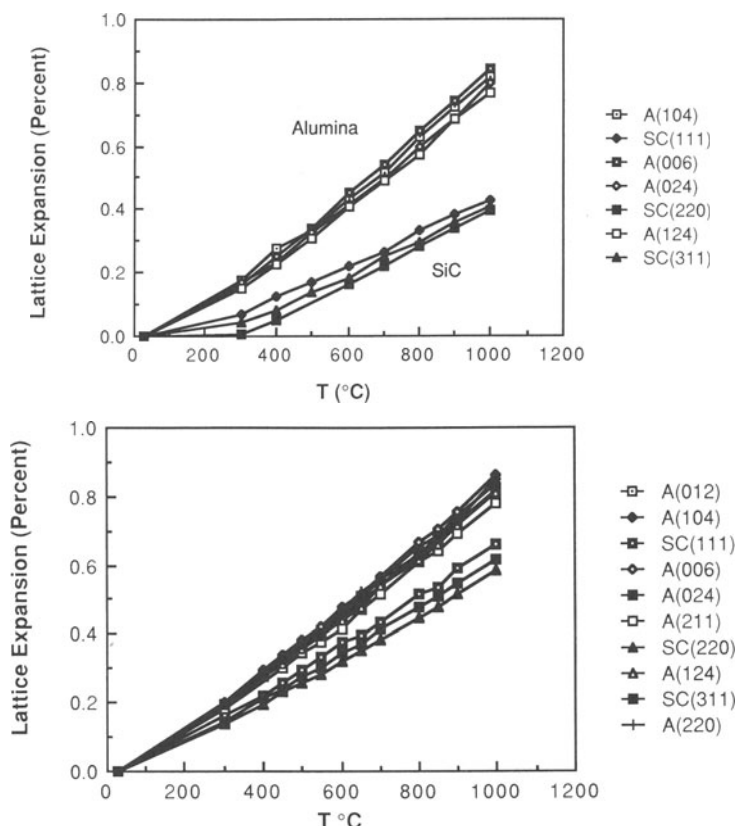 Lattice Expansion (Percent)
1.0
0.8
0.6
0.4
0.2
0.0
Alumina
SiC
0 200 400 600 800 1000 1200
T (°C)
A(104)
SC(111)
A(006)
A(024)
SC(220)
A(124)
SC(311)
Lattice Expansion (Percent)
1.0
0.8
0.6
0.4
0.2
0.0
0 200 400 600 800 1000 1200
T °C
A(012)
A(104)
SC(111)
A(006)
A(024)
A(211)
SC(220)
A(124)
SC(311)
A(220)